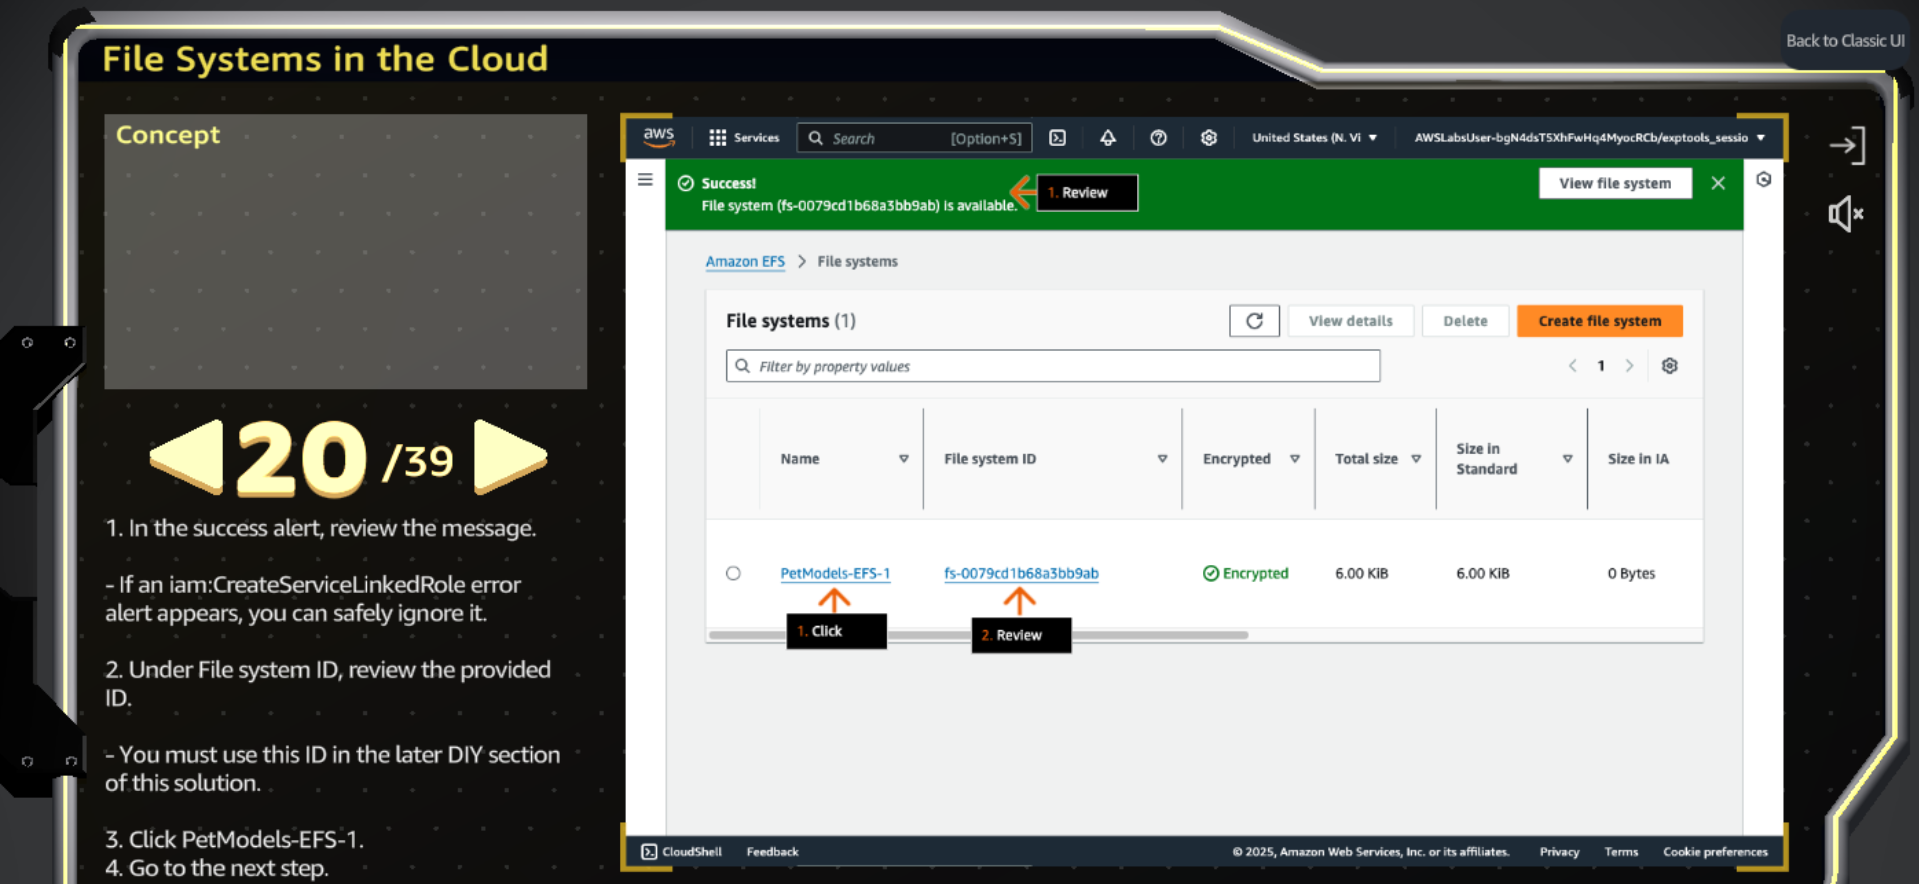 File Systems in the Cloud
Back to Classic UI
Concept
20 /39
1. In the success alert, review the message.
- If an iam:CreateServiceLinkedRole error
alert appears, you can safely ignore it.
2. Under File system ID, review the provided
ID.
- You must use this ID in the later DIY section
of this solution.
3. Click PetModels-EFS-1.
4. Go to the next step.
aws Services Search [Option+S] United States (N. Vi AWSLabsUser-bgN4dsT5XhFwHq4MyocRCb/exptools_sessio
Success!
File system (fs-0079cd1b68a3bb9ab) is available.
1. Review
View file system
Amazon EFS > File systems
File systems (1)
View details Delete Create file system
Filter by property values
1
Name File system ID Encrypted Total size Size in Standard Size in IA
PetModels-EFS-1 fs-0079cd1b68a3bb9ab Encrypted 6.00 KiB 6.00 KiB 0 Bytes
1. Click
2. Review
CloudShell Feedback © 2025, Amazon Web Services, Inc. or its affiliates. Privacy Terms Cookie preferences